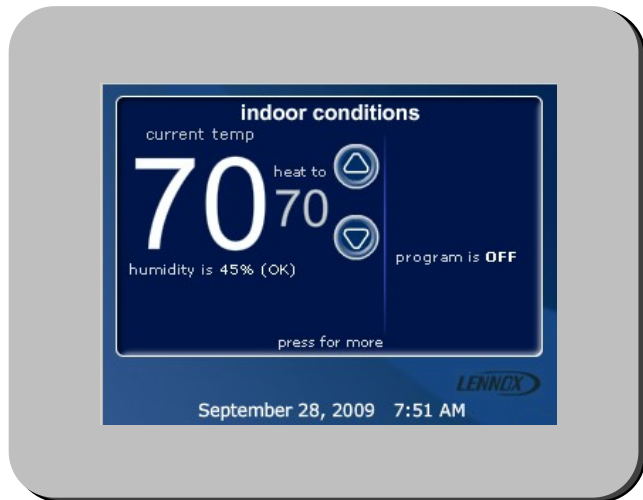 indoor conditions
current temp
70
heat to
70
humidity is 45% (OK)
program is OFF
press for more
LENNOX
September 28, 2009 7:51 AM